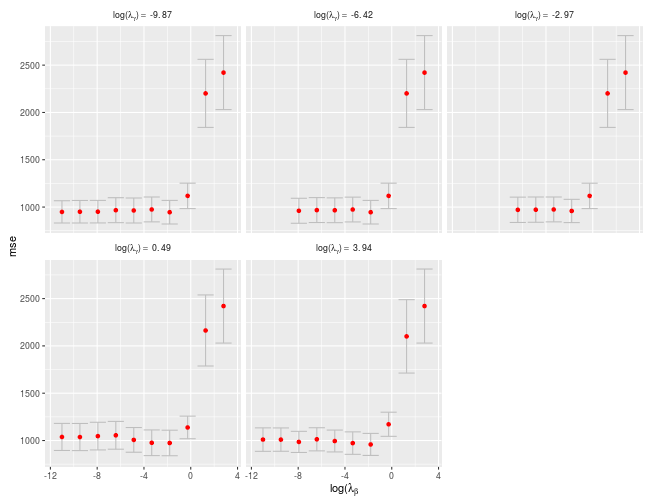 log(λᵧ) = -9.87
log(λᵧ) = -6.42
log(λᵧ) = -2.97
2500
2000
1500
1000
mse
log(λᵧ) = 0.49
log(λᵧ) = 3.94
2500
2000
1500
1000
-12 -8 -4 0 4 -12 -8 -4 0 4
log(λᵦ